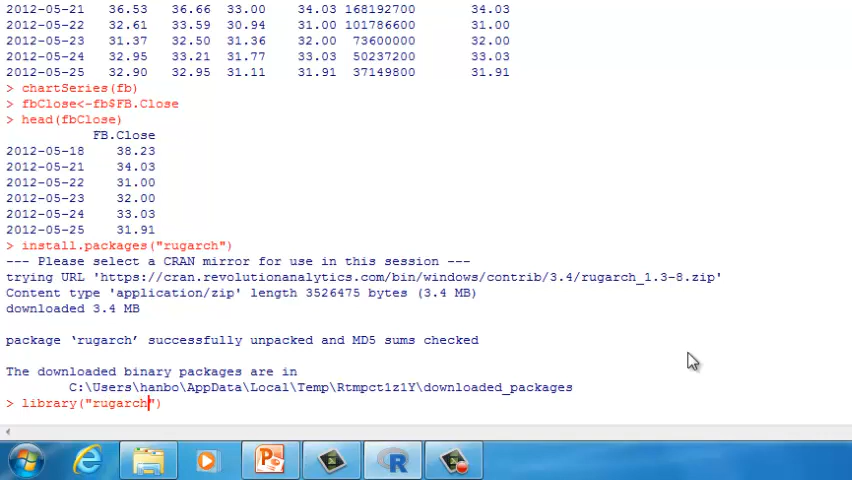 2012-05-21 36.53 36.66 33.00 34.03 168192700 34.03
2012-05-22 32.61 33.59 30.94 31.00 101786600 31.00
2012-05-23 31.37 32.50 31.36 32.00 73600000 32.00
2012-05-24 32.95 33.21 31.77 33.03 50237200 33.03
2012-05-25 32.90 32.95 31.11 31.91 37149800 31.91
> chartSeries(fb)
> fbClose<-fb$FB.Close
> head(fbClose)
FB.Close
2012-05-18 38.23
2012-05-21 34.03
2012-05-22 31.00
2012-05-23 32.00
2012-05-24 33.03
2012-05-25 31.91
> install.packages("rugarch")
--- Please select a CRAN mirror for use in this session ---
trying URL 'https://cran.revolutionanalytics.com/bin/windows/contrib/3.4/rugarch_1.3-8.zip'
Content type 'application/zip' length 3526475 bytes (3.4 MB)
downloaded 3.4 MB
package ‘rugarch’ successfully unpacked and MD5 sums checked
The downloaded binary packages are in
C:\Users\hanbo\AppData\Local\Temp\Rtmpct1z1Y\downloaded_packages
> library("rugarch")